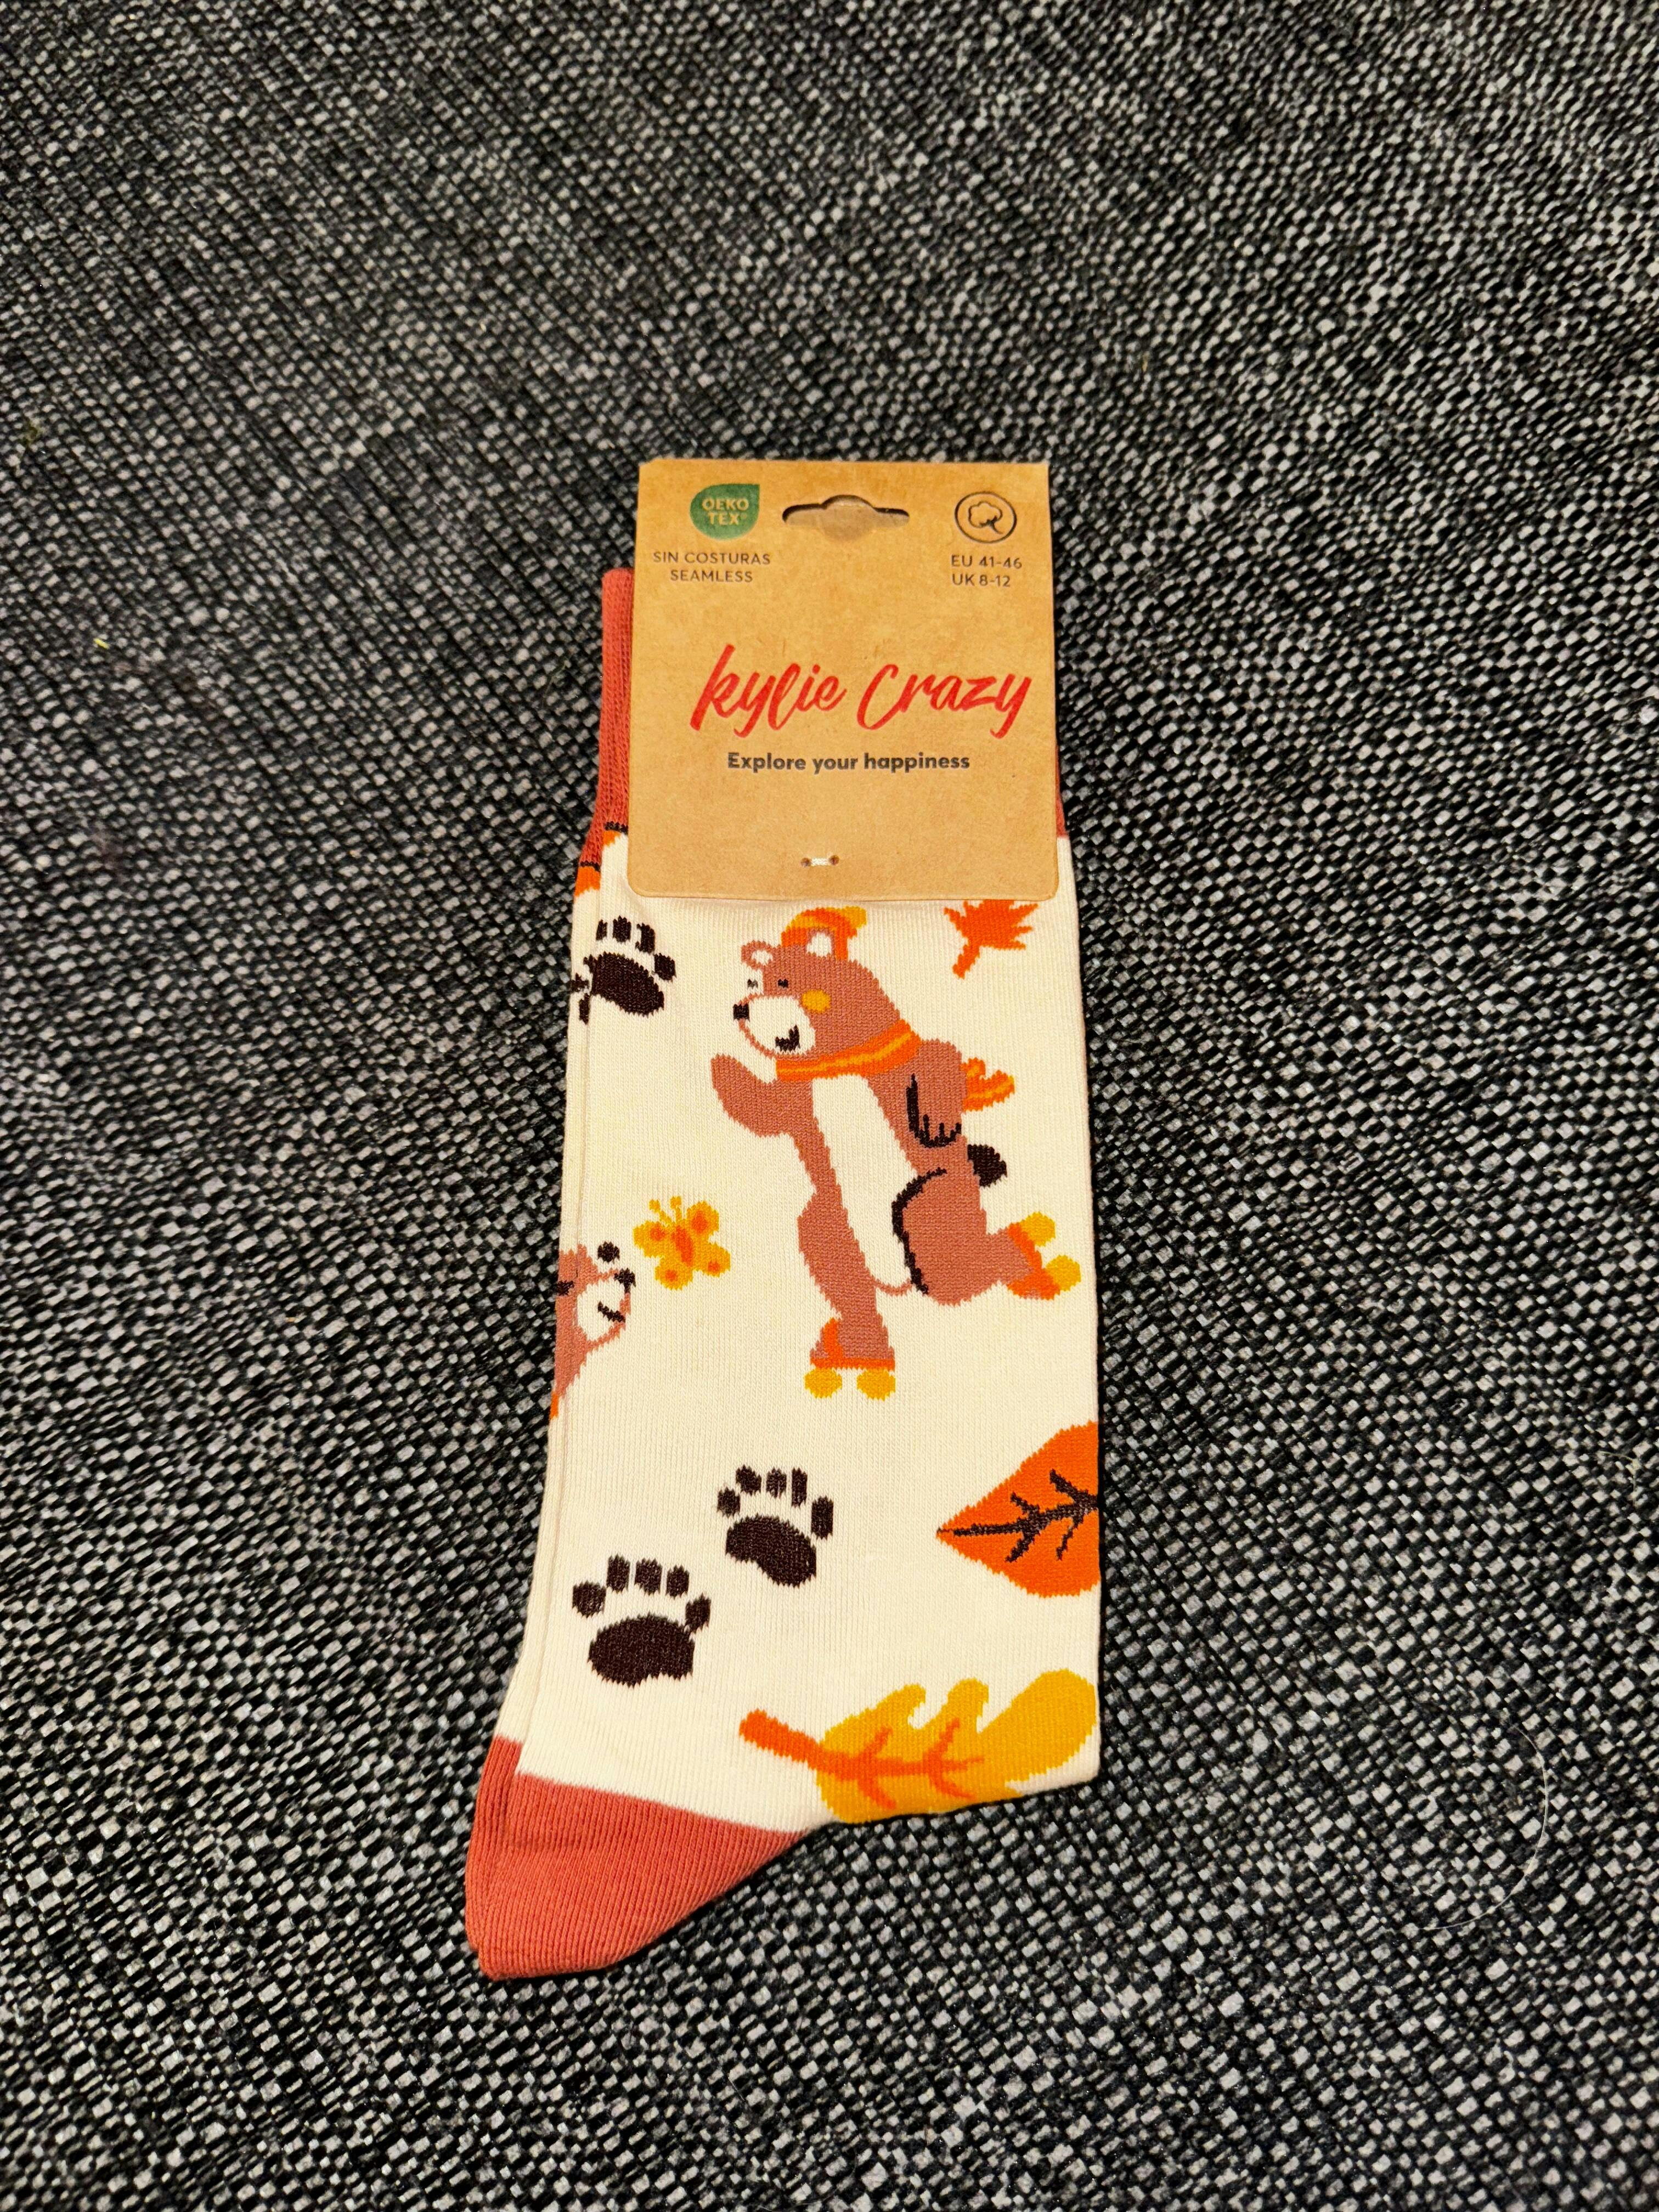 OEKO
TEX®
SIN COSTURAS
SEAMLESS
EU 41-46
UK 8-12
kylie Crazy
Explore your happiness